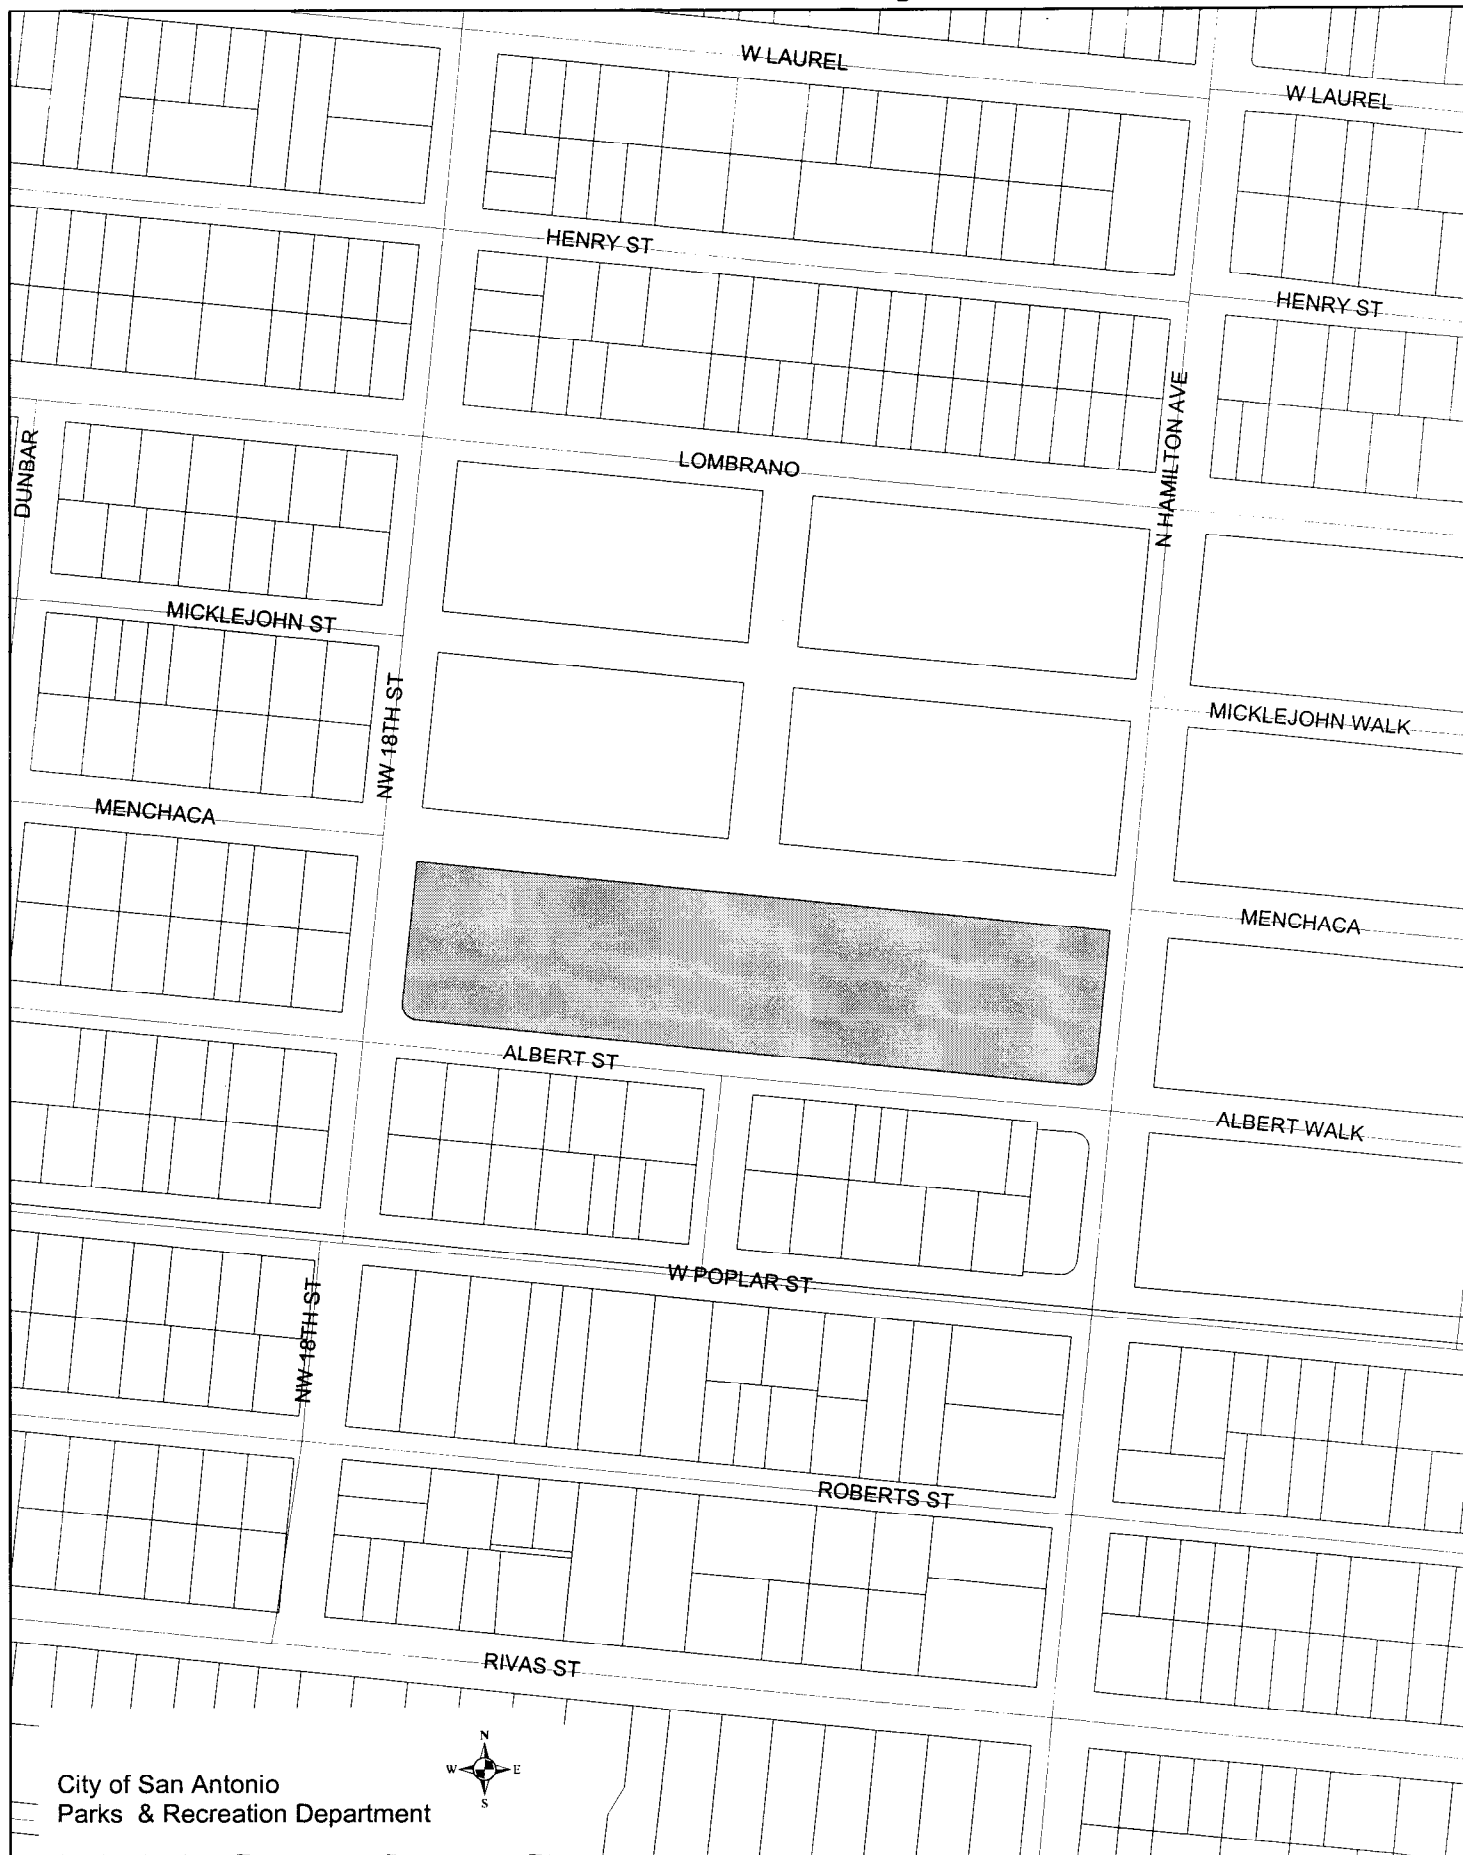 W LAUREL
W LAUREL
HENRY ST
HENRY ST
N HAMILTON AVE
LOMBRANO
DUNBAR
MICKLEJOHN ST
NW 18TH ST
MICKLEJOHN WALK
MENCHACA
MENCHACA
ALBERT ST
ALBERT WALK
W POPLAR ST
NW 18TH ST
ROBERTS ST
RIVAS ST
N
W E
S
City of San Antonio
Parks & Recreation Department